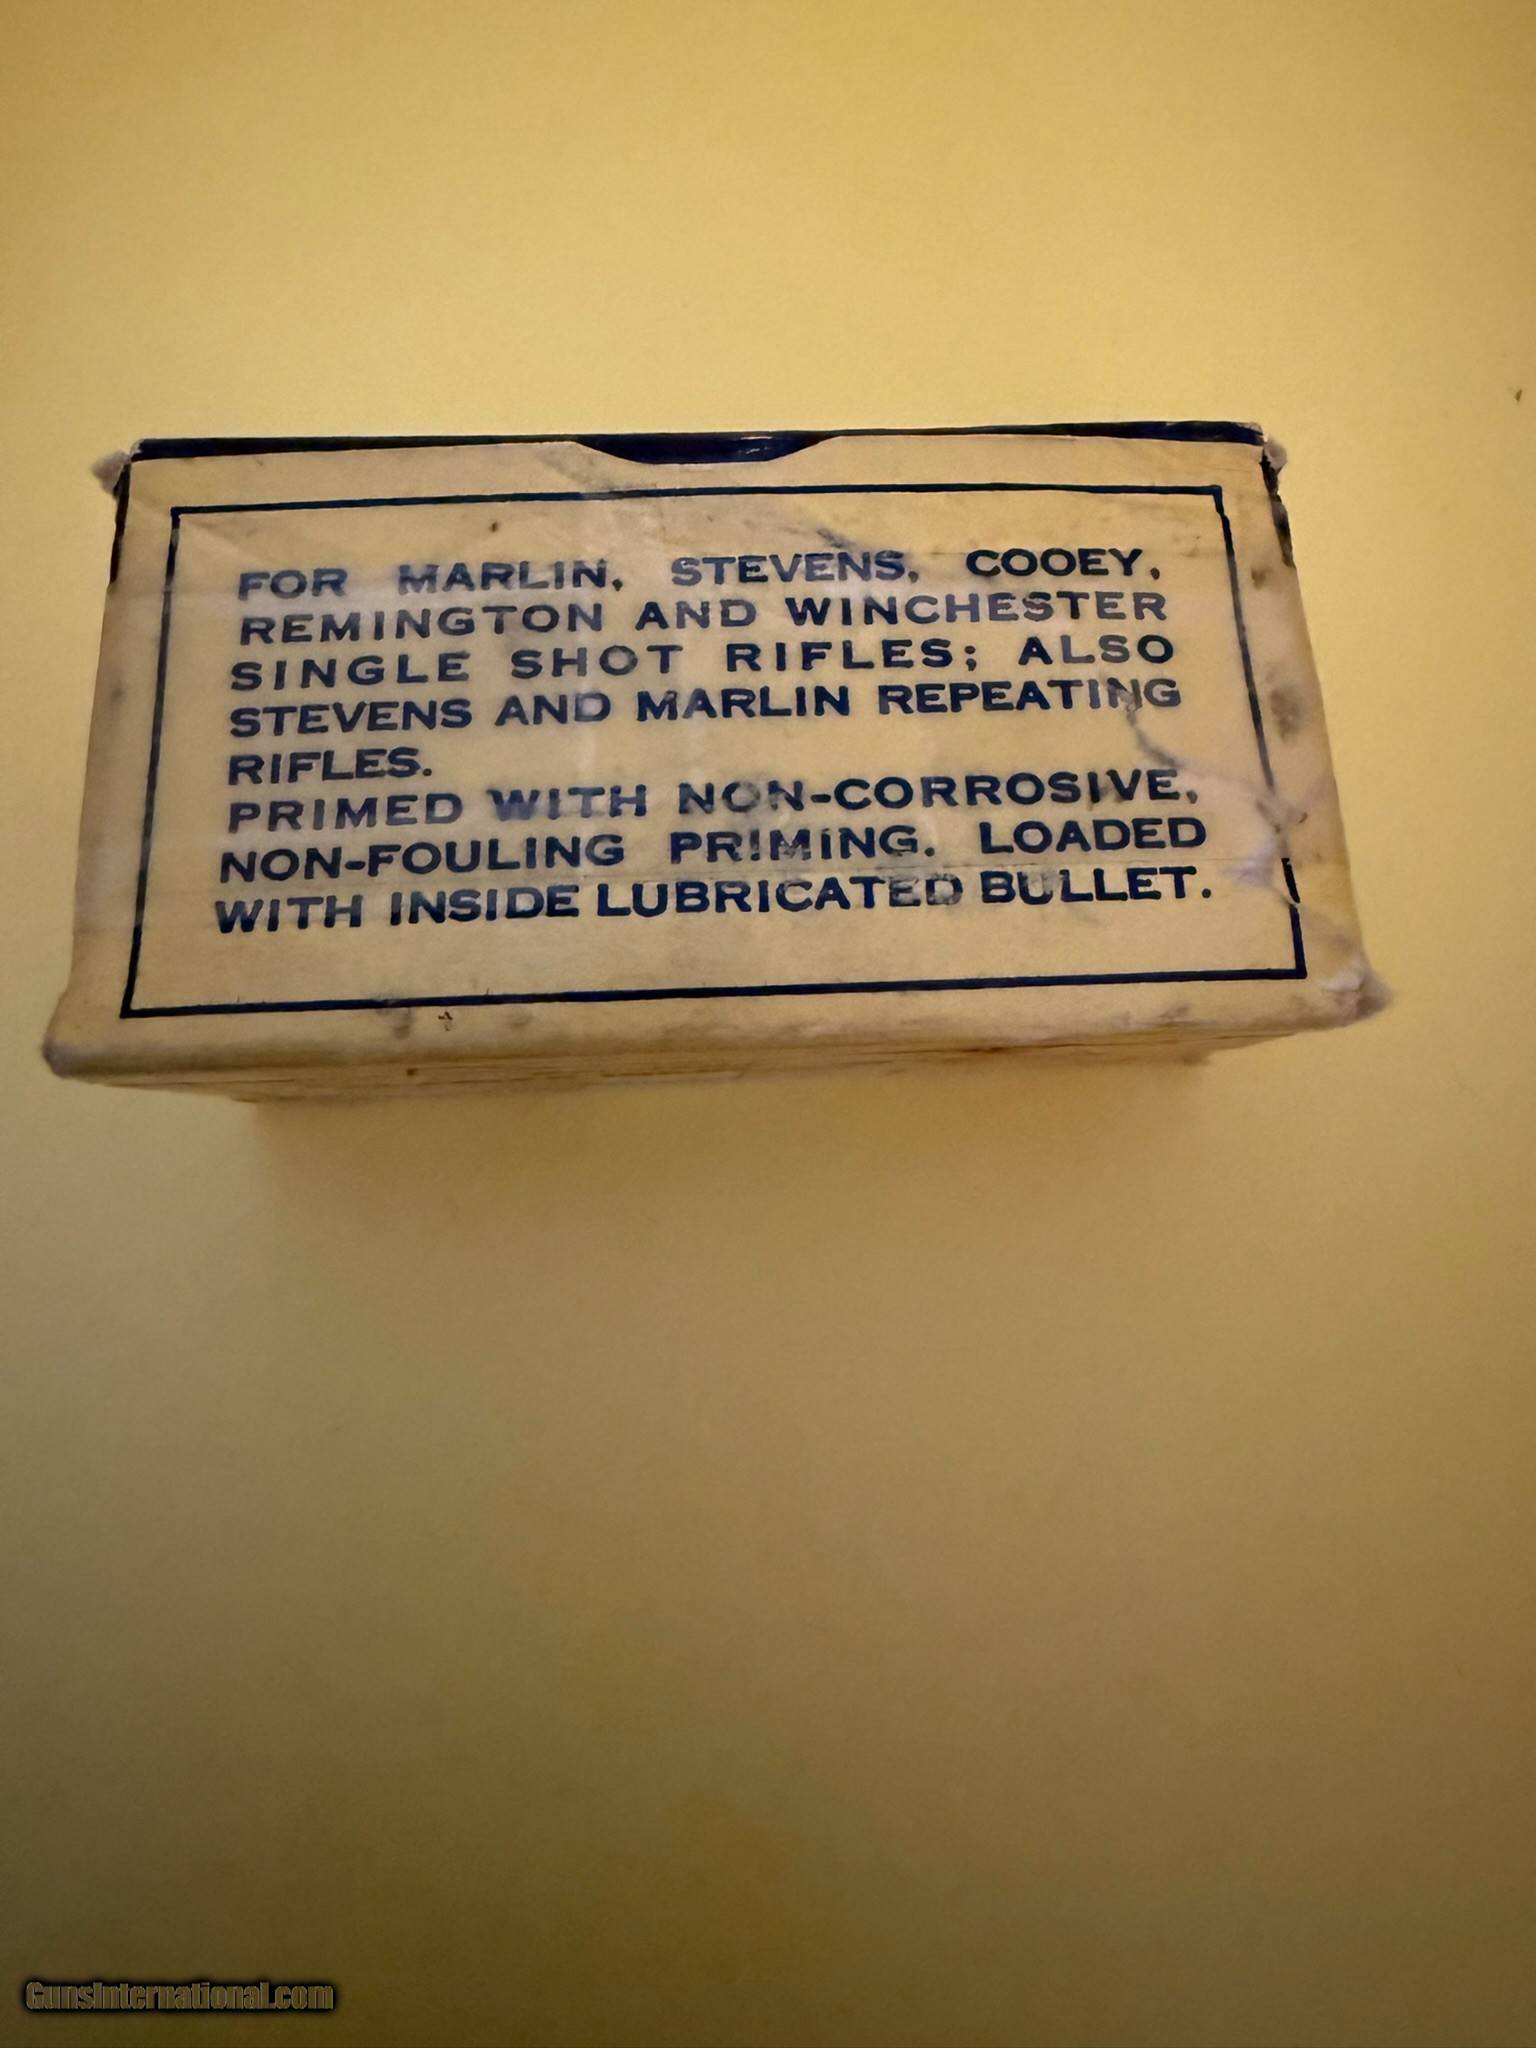 FOR MARLIN, STEVENS, COOEY,
REMINGTON AND WINCHESTER
SINGLE SHOT RIFLES; ALSO
STEVENS AND MARLIN REPEATING
RIFLES.
PRIMED WITH NON-CORROSIVE,
NON-FOULING PRIMING. LOADED
WITH INSIDE LUBRICATED BULLET.
GunsInternational.com